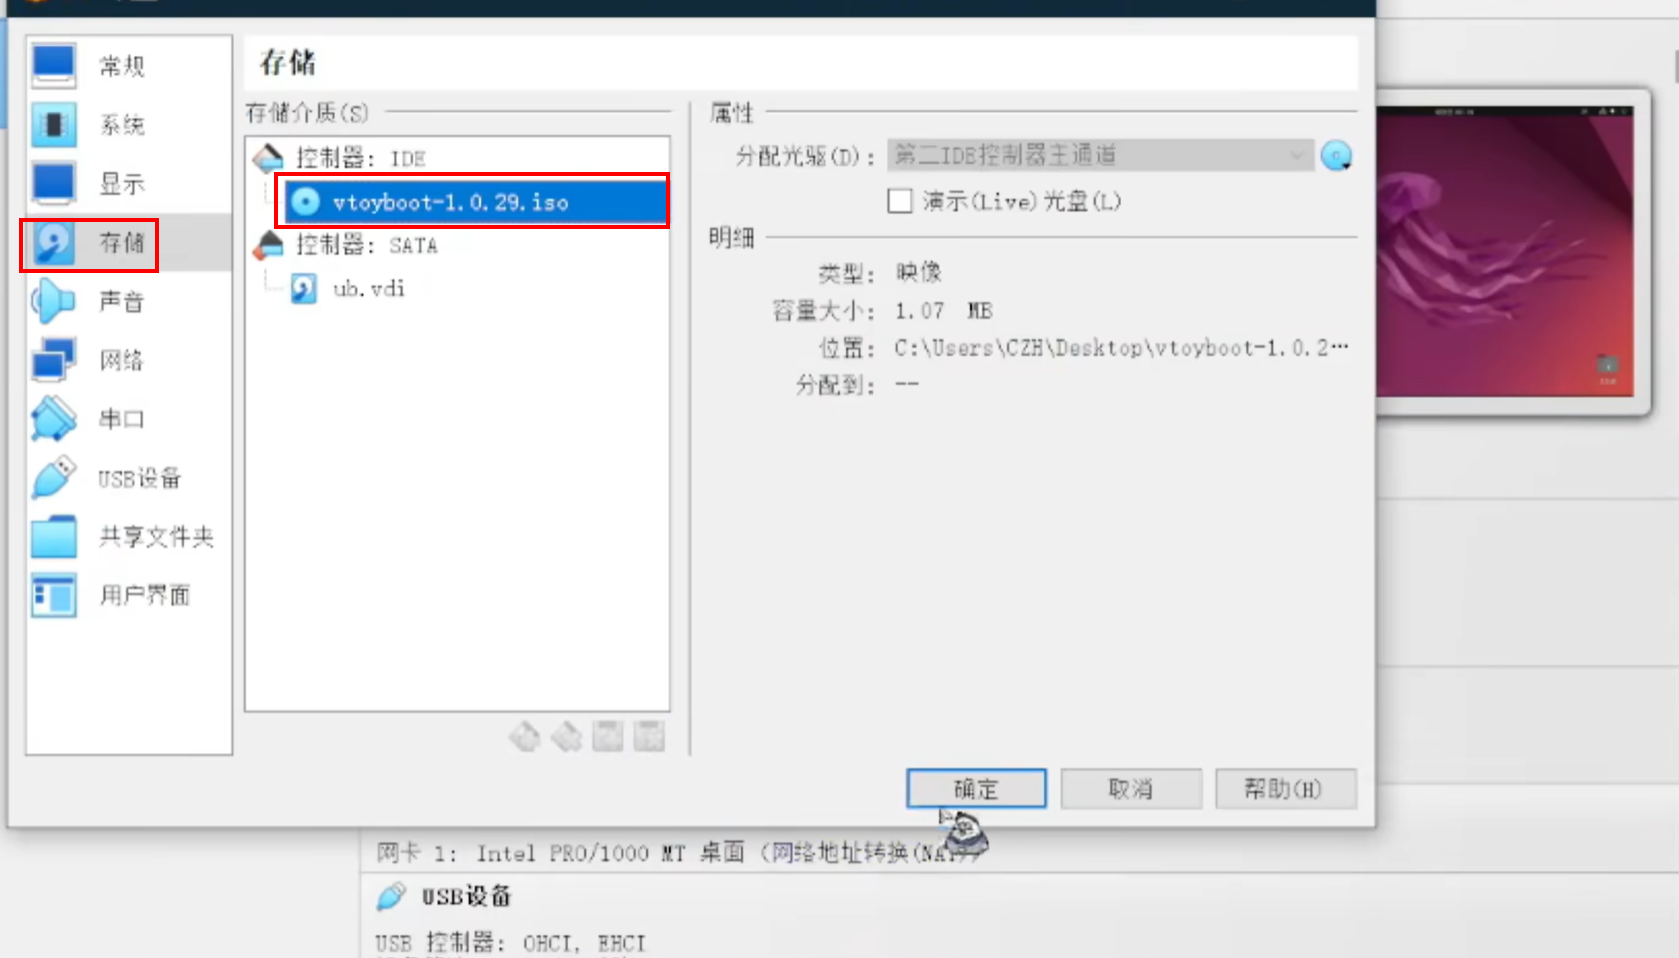 常规
系统
显示
存储
声音
网络
串口
USB设备
共享文件夹
用户界面
存储
存储介质(S)
控制器: IDE
vtoyboot-1.0.29.iso
控制器: SATA
ub.vdi
属性
分配光驱(D): 第二IDE控制器主通道
演示(Live)光盘(L)
明细
类型: 映像
容量大小: 1.07 MB
位置: C:\Users\CZH\Desktop\vtoyboot-1.0.2…
分配到: --
确定
取消
帮助(H)
网卡 1: Intel PRO/1000 MT 桌面 (网络地址转换(NAT))
USB设备
USB 控制器: OHCI, EHCI